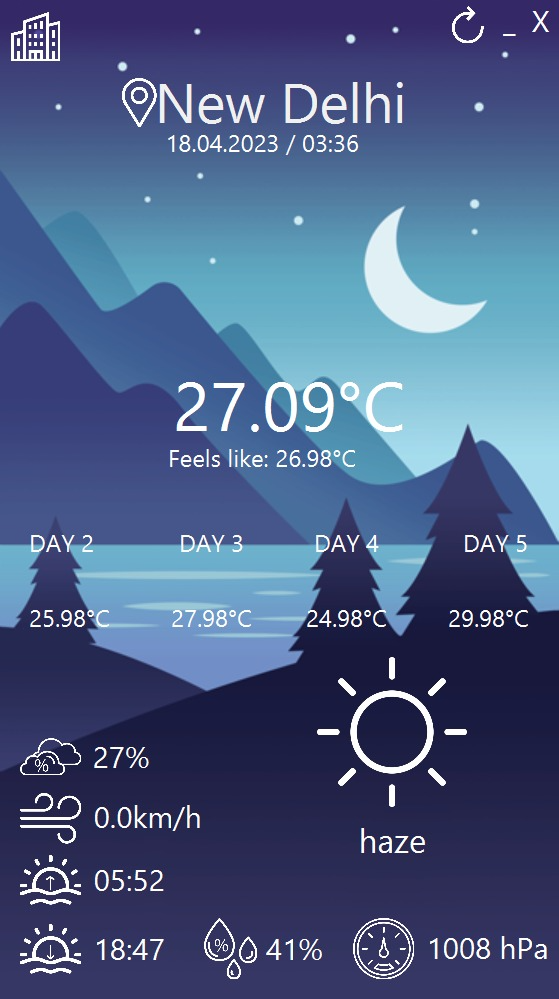 _ X
New Delhi
18.04.2023 / 03:36
27.09°C
Feels like: 26.98°C
DAY 2 DAY 3 DAY 4 DAY 5
25.98°C 27.98°C 24.98°C 29.98°C
% 27%
0.0km/h
haze
05:52
18:47 % 41% 1008 hPa